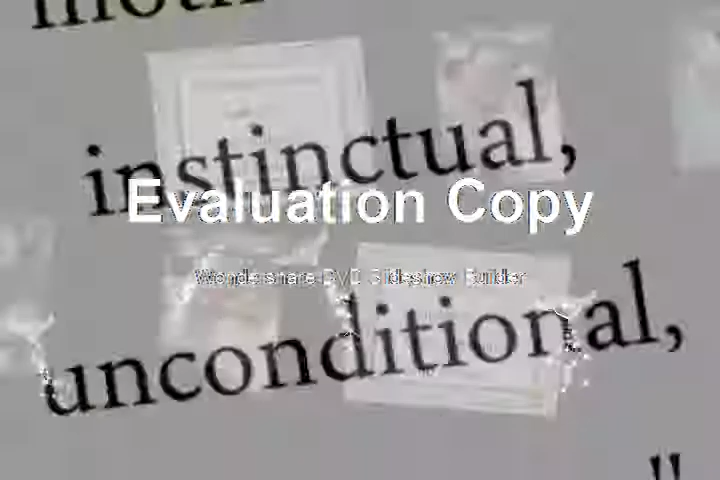 instinctual,
Evaluation Copy
Wondershare DVD Slideshow Builder
unconditional,